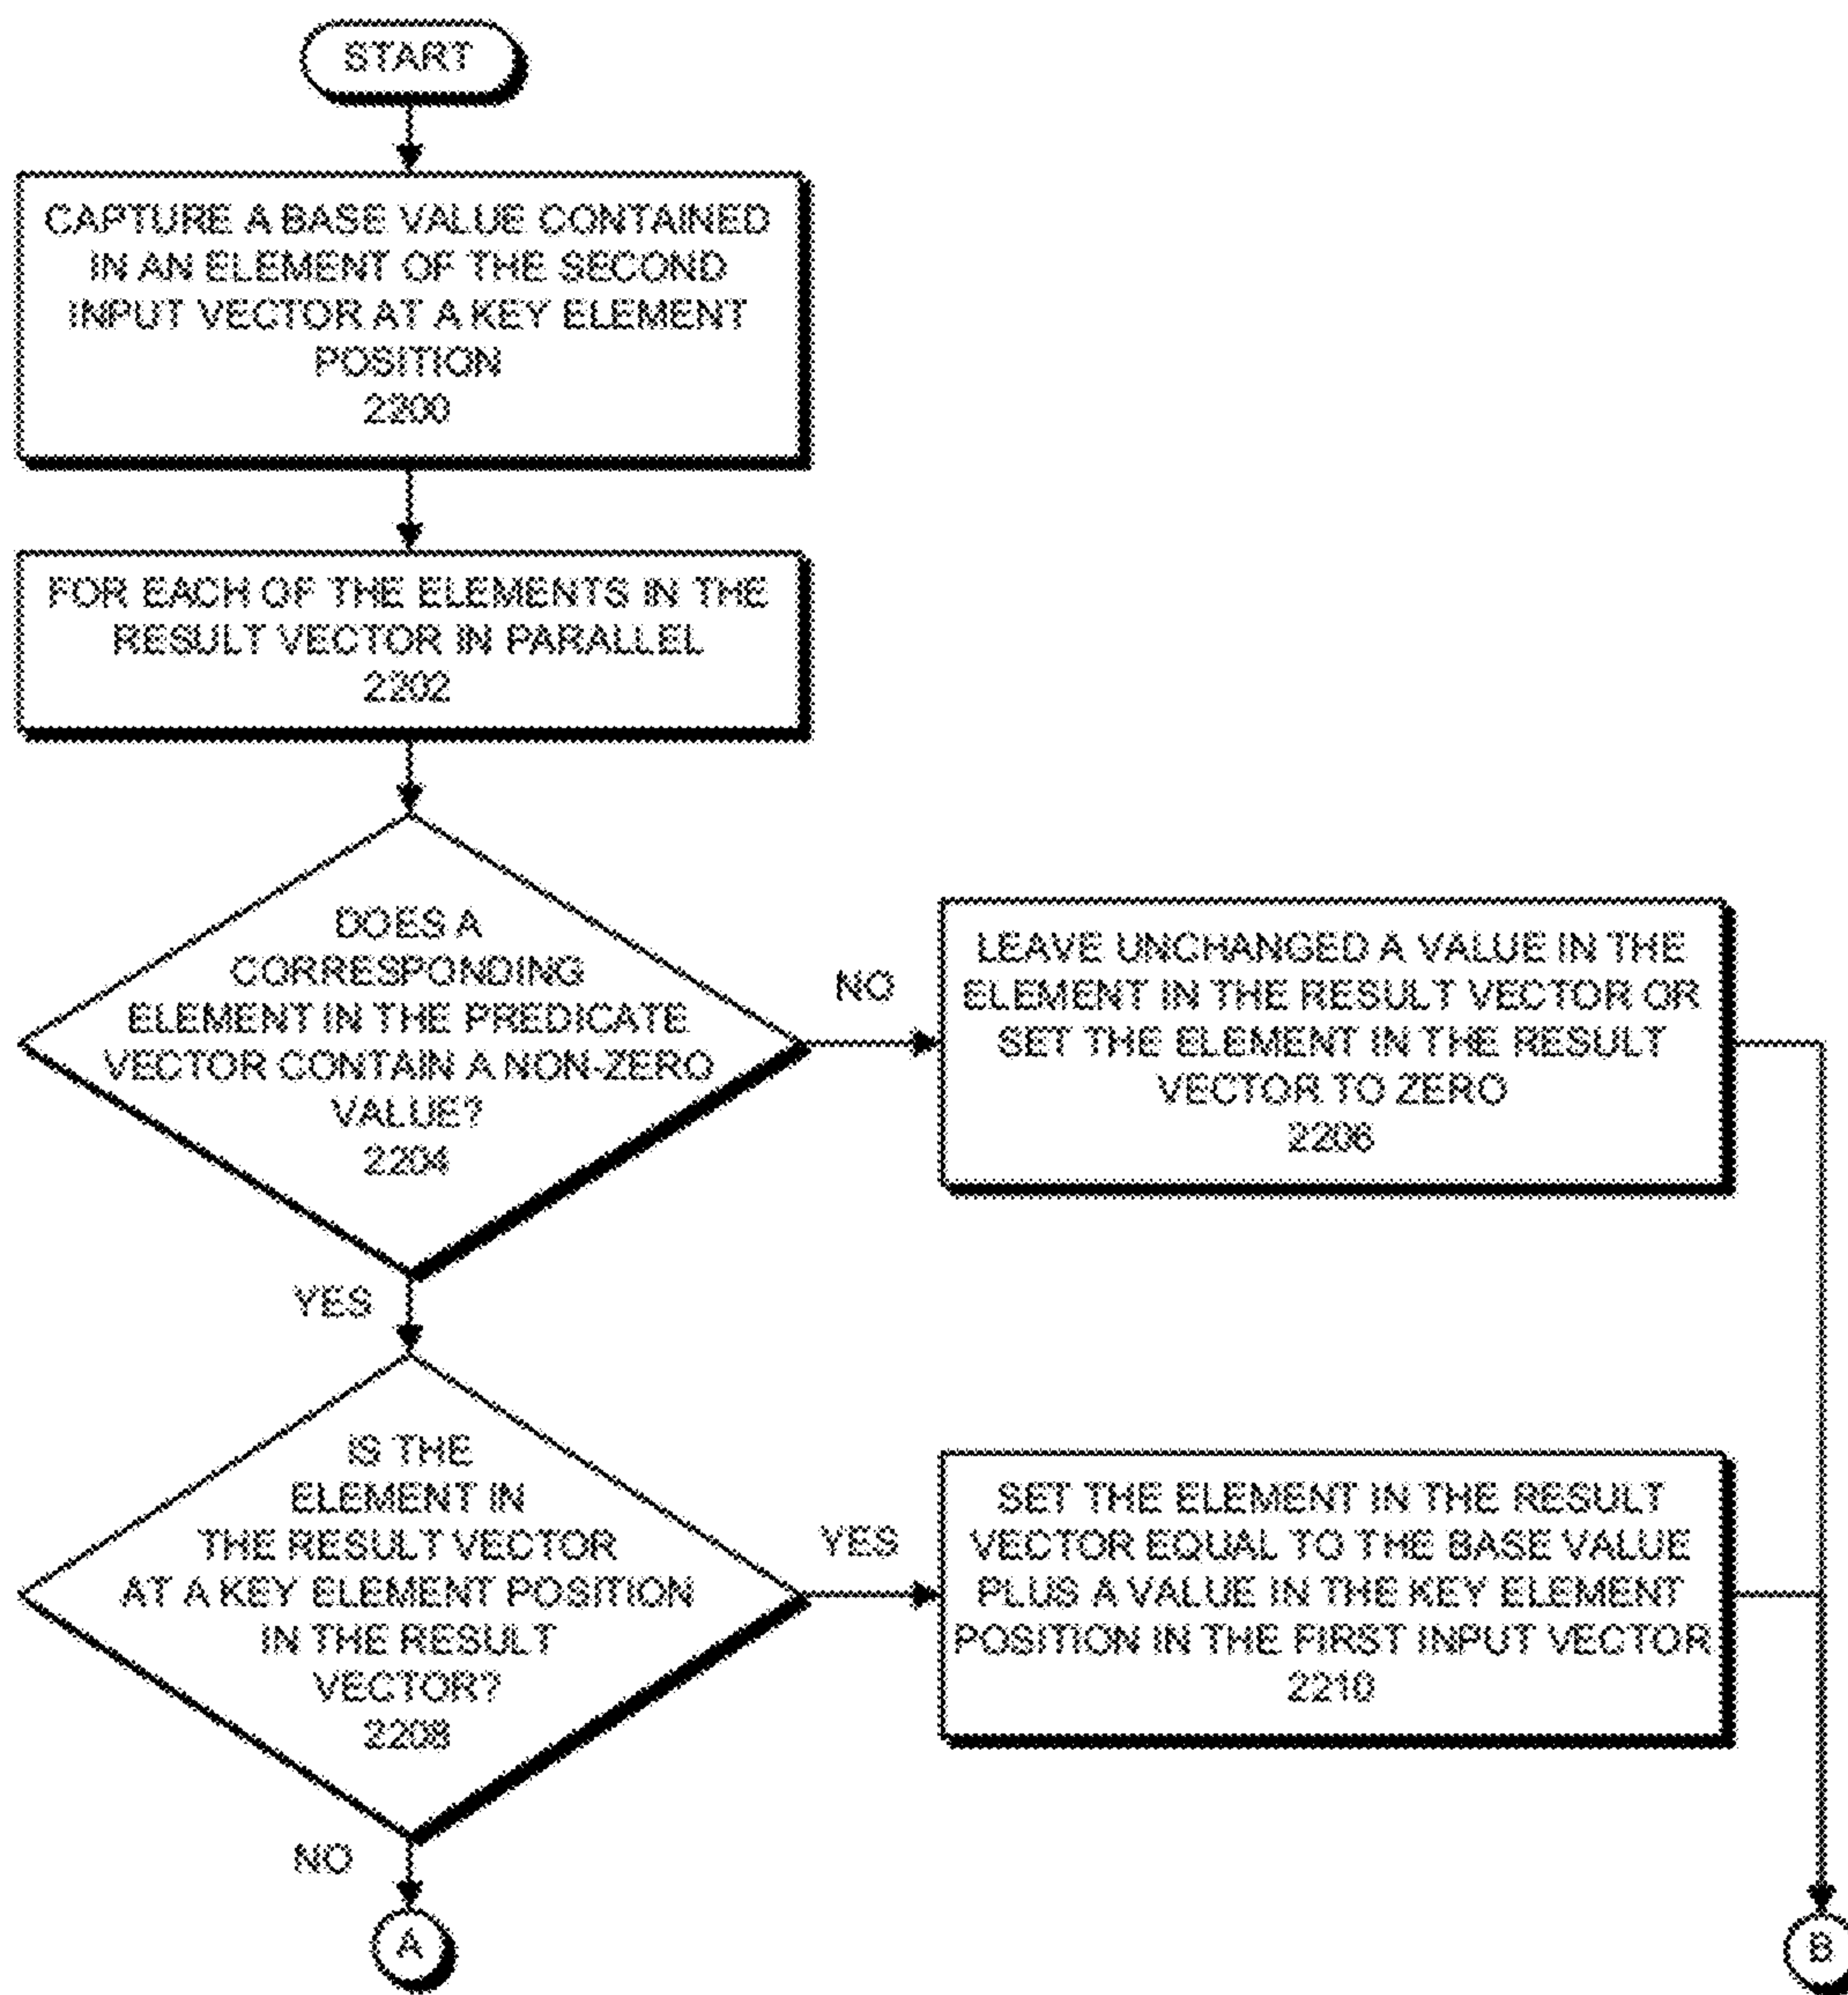 START
CAPTURE A BASE VALUE CONTAINED
IN AN ELEMENT OF THE SECOND
INPUT VECTOR AT A KEY ELEMENT
POSITION
2200
FOR EACH OF THE ELEMENTS IN THE
RESULT VECTOR IN PARALLEL
2202
DOES A
CORRESPONDING
ELEMENT IN THE PREDICATE
VECTOR CONTAIN A NON-ZERO
VALUE?
2204
NO
LEAVE UNCHANGED A VALUE IN THE
ELEMENT IN THE RESULT VECTOR OR
SET THE ELEMENT IN THE RESULT
VECTOR TO ZERO
2206
YES
IS THE
ELEMENT IN
THE RESULT VECTOR
AT A KEY ELEMENT POSITION
IN THE RESULT
VECTOR?
2208
YES
SET THE ELEMENT IN THE RESULT
VECTOR EQUAL TO THE BASE VALUE
PLUS A VALUE IN THE KEY ELEMENT
POSITION IN THE FIRST INPUT VECTOR
2210
NO
A
B